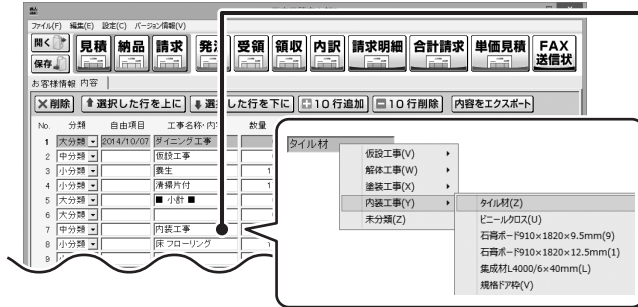 ファイル(F) 編集(E) 設定(C) バージョン情報(V)
開く 保存 見積 納品 請求 受領 領収 内訳 請求明細 合計請求 単価見積 FAX送信状
お客様情報 内容
削除 選択した行を上に した行を下に 10行追加 10行削除 内容をエクスポート
No. 分類 自由項目 工事名称・内 数量
1 大分類 2014/10/07 ダイニング工事
2 中分類 仮設工事
3 小分類 養生 1
4 小分類 清掃片付 1
5 大分類 ■ 小計 ■
6 大分類
7 中分類 内装工事
8 小分類 床フローリング
9
タイル材
仮設工事(V)
解体工事(W)
塗装工事(X)
内装工事(Y)
未分類(Z)
タイル材(Z)
ビニールクロス(U)
石膏ボード910×1820×9.5mm(9)
石膏ボード910×1820×12.5mm(1)
集成材L4000/6×40mm(L)
規格ドア枠(V)